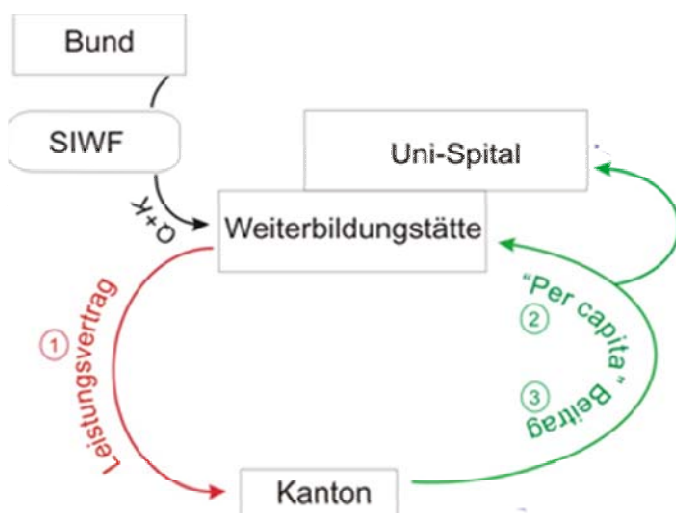 Bund
SIWF
Q+K
Uni-Spital
Weiterbildungstätte
1
Leistungsvertrag
"Per capita"
2
3
Beitrag
Kanton